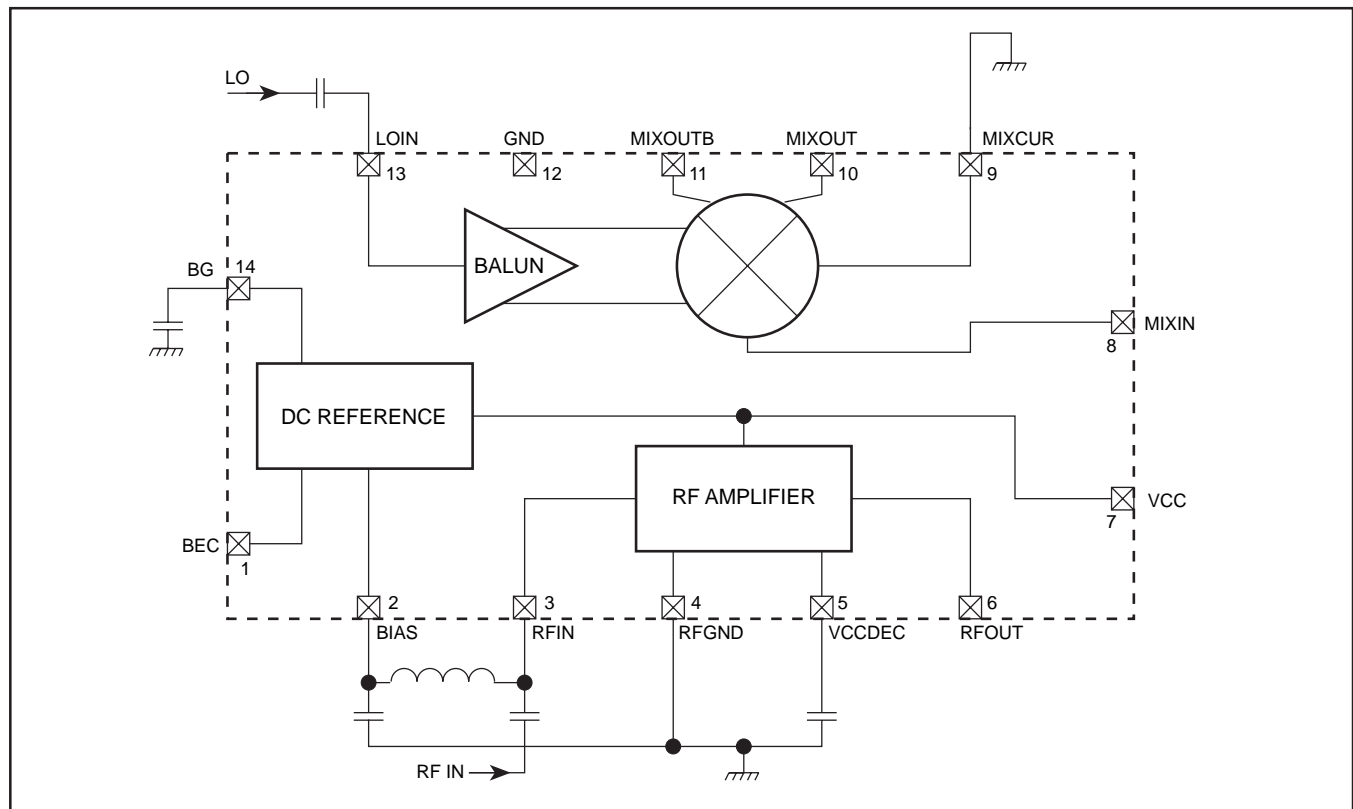 LO
LOIN
GND
MIXOUTB
MIXOUT
MIXCUR
13
12
11
10
9
BALUN
BG
14
MIXIN
8
DC REFERENCE
RF AMPLIFIER
VCC
7
BEC
1
2
3
4
5
6
BIAS
RFIN
RFGND
VCCDEC
RFOUT
RF IN